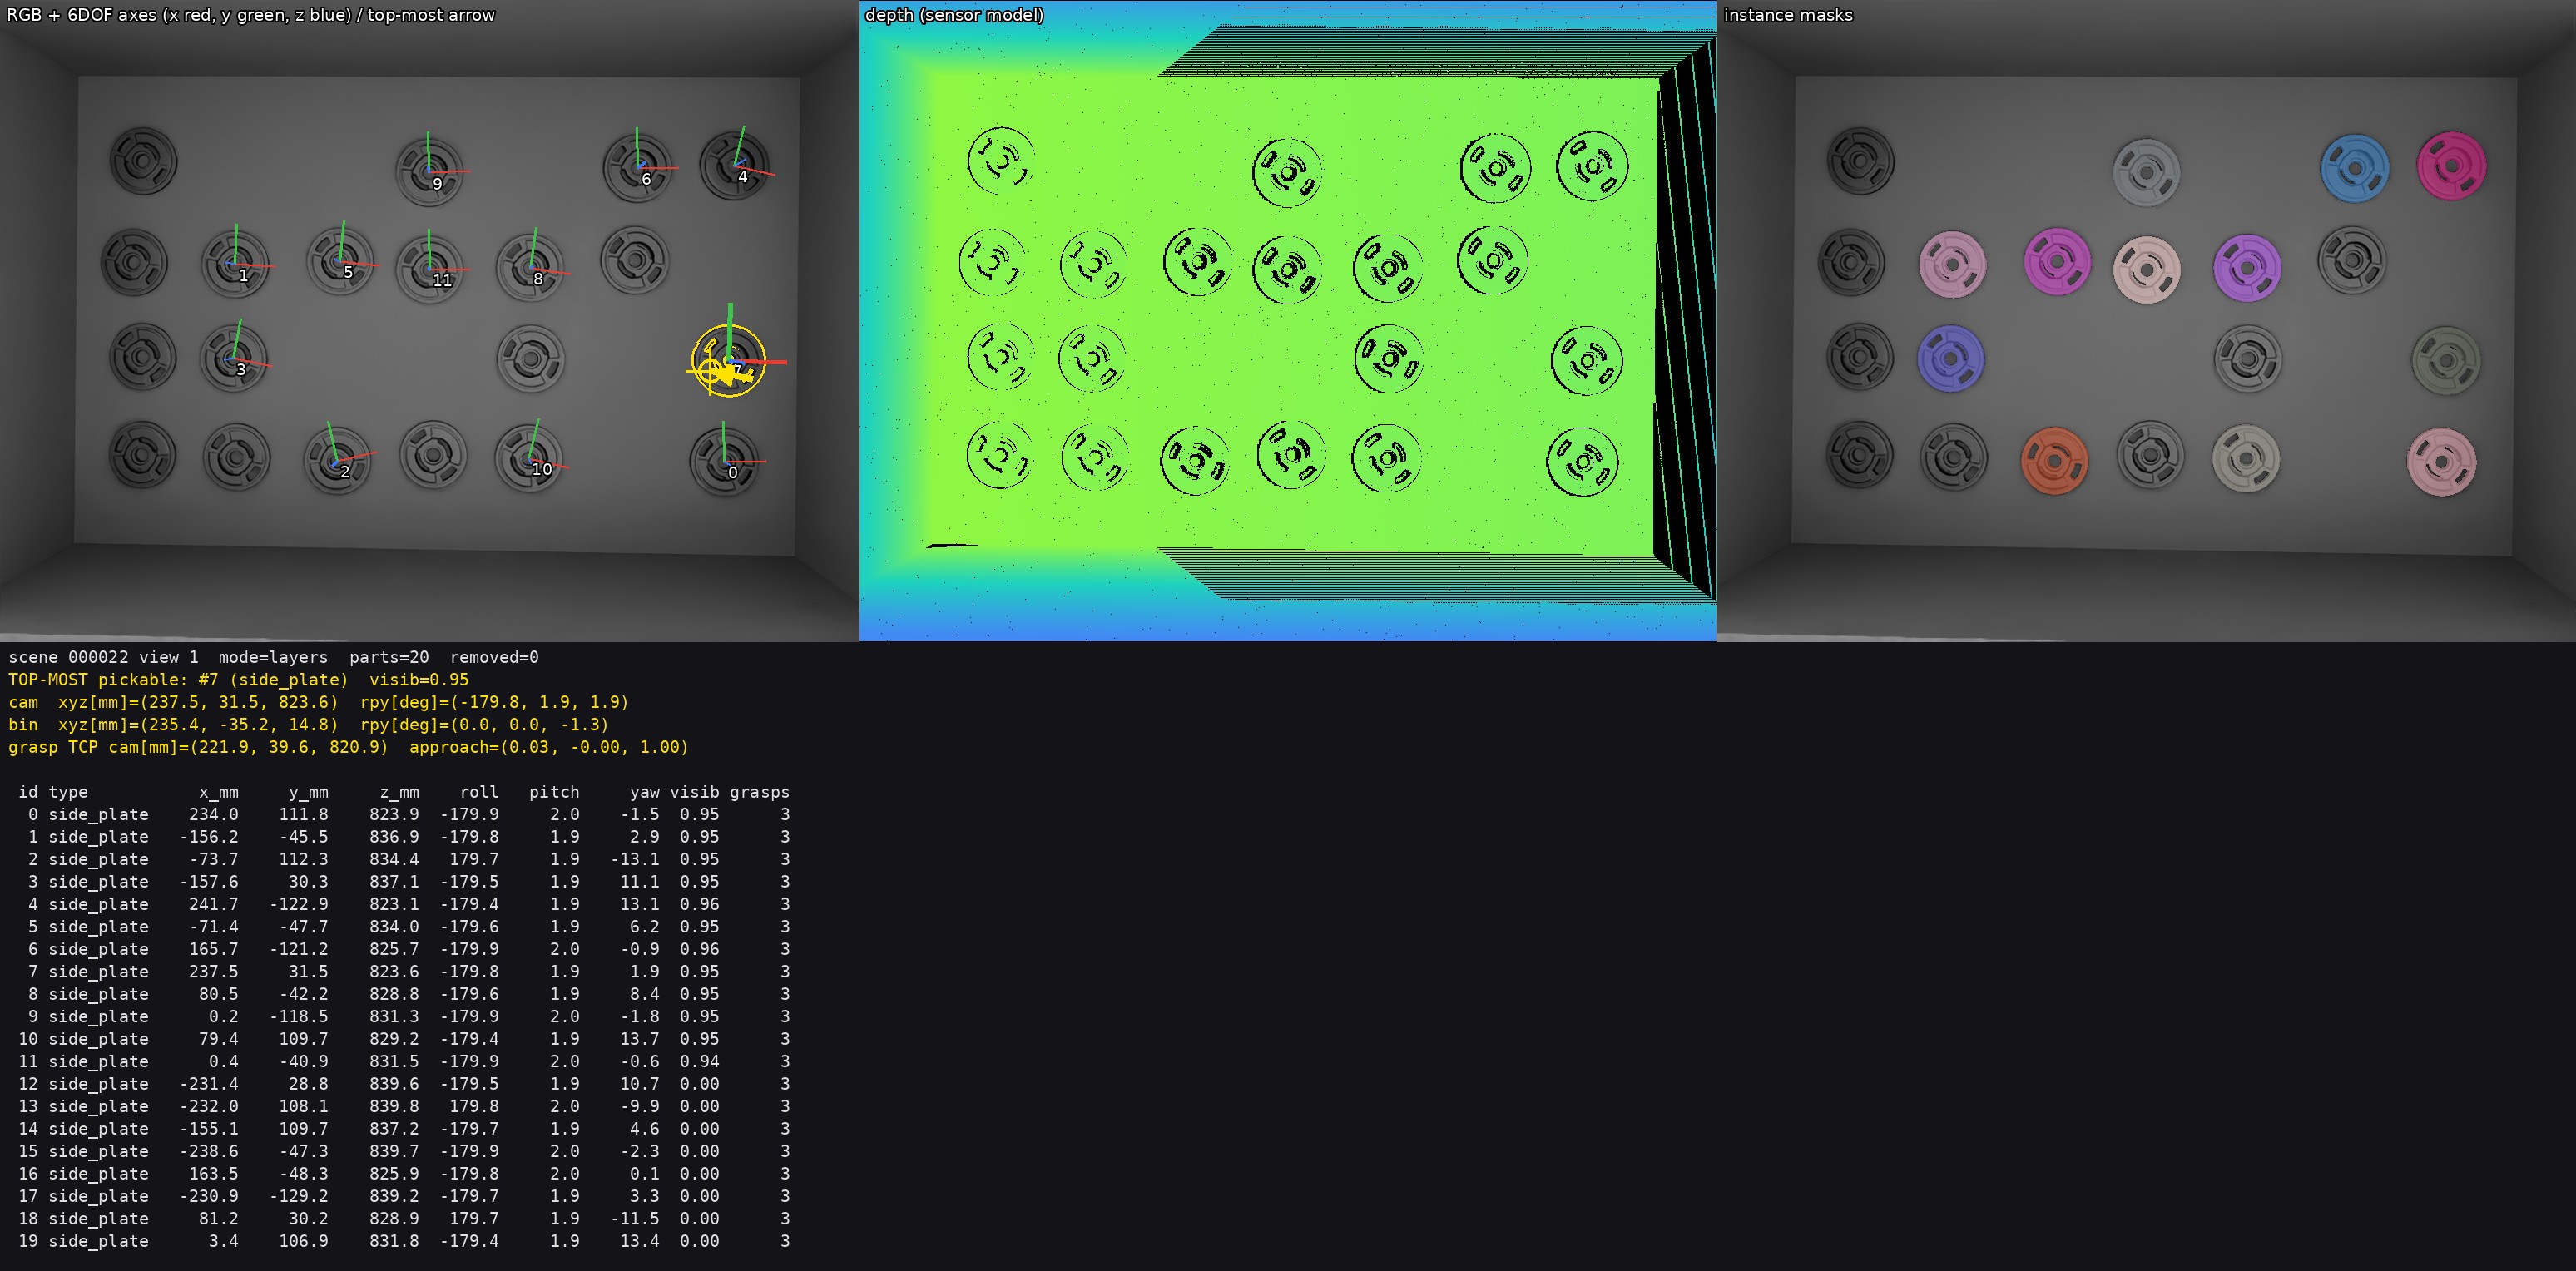 RGB + 6DOF axes (x red, y green, z blue) / top-most arrow
depth (sensor model)
instance masks
9
6
4
1
5
11
8
3
7
2
10
0
scene 000022 view 1  mode=layers  parts=20  removed=0
TOP-MOST pickable: #7 (side_plate)  visib=0.95
cam  xyz[mm]=(237.5, 31.5, 823.6)  rpy[deg]=(-179.8, 1.9, 1.9)
bin  xyz[mm]=(235.4, -35.2, 14.8)  rpy[deg]=(0.0, 0.0, -1.3)
grasp TCP cam[mm]=(221.9, 39.6, 820.9)  approach=(0.03, -0.00, 1.00)
id type x_mm y_mm z_mm roll pitch yaw visib grasps
0 side_plate 234.0 111.8 823.9 -179.9 2.0 -1.5 0.95 3
1 side_plate -156.2 -45.5 836.9 -179.8 1.9 2.9 0.95 3
2 side_plate -73.7 112.3 834.4 179.7 1.9 -13.1 0.95 3
3 side_plate -157.6 30.3 837.1 -179.5 1.9 11.1 0.95 3
4 side_plate 241.7 -122.9 823.1 -179.4 1.9 13.1 0.96 3
5 side_plate -71.4 -47.7 834.0 -179.6 1.9 6.2 0.95 3
6 side_plate 165.7 -121.2 825.7 -179.9 2.0 -0.9 0.96 3
7 side_plate 237.5 31.5 823.6 -179.8 1.9 1.9 0.95 3
8 side_plate 80.5 -42.2 828.8 -179.6 1.9 8.4 0.95 3
9 side_plate 0.2 -118.5 831.3 -179.9 2.0 -1.8 0.95 3
10 side_plate 79.4 109.7 829.2 -179.4 1.9 13.7 0.95 3
11 side_plate 0.4 -40.9 831.5 -179.9 2.0 -0.6 0.94 3
12 side_plate -231.4 28.8 839.6 -179.5 1.9 10.7 0.00 3
13 side_plate -232.0 108.1 839.8 179.8 2.0 -9.9 0.00 3
14 side_plate -155.1 109.7 837.2 -179.7 1.9 4.6 0.00 3
15 side_plate -238.6 -47.3 839.7 -179.9 2.0 -2.3 0.00 3
16 side_plate 163.5 -48.3 825.9 -179.8 2.0 0.1 0.00 3
17 side_plate -230.9 -129.2 839.2 -179.7 1.9 3.3 0.00 3
18 side_plate 81.2 30.2 828.9 179.7 1.9 -11.5 0.00 3
19 side_plate 3.4 106.9 831.8 -179.4 1.9 13.4 0.00 3